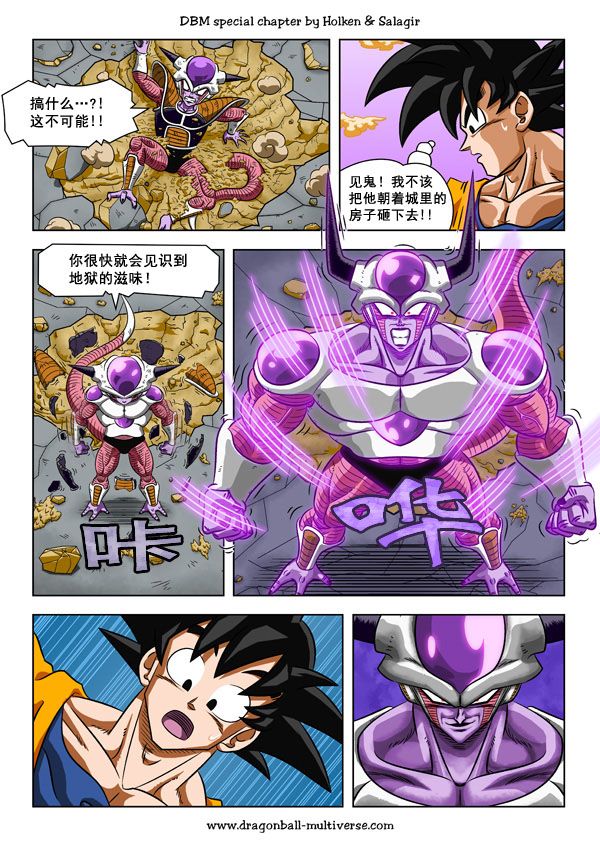 DBM special chapter by Holken & Salagir
搞什么…?!
这不可能!!
见鬼！我不该
把他朝着城里的
房子砸下去!!
你很快就会见识到
地狱的滋味！
咔
哗
www.dragonball-multiverse.com